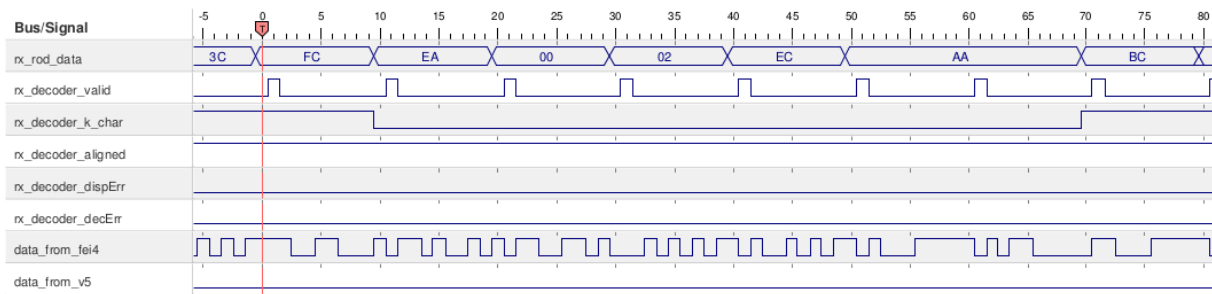 -5 0 5 10 15 20 25 30 35 40 45 50 55 60 65 70 75 80
Bus/Signal
T
rx_rod_data 3C FC EA 00 02 EC AA BC
rx_decoder_valid
rx_decoder_k_char
rx_decoder_aligned
rx_decoder_dispErr
rx_decoder_decErr
data_from_fei4
data_from_v5